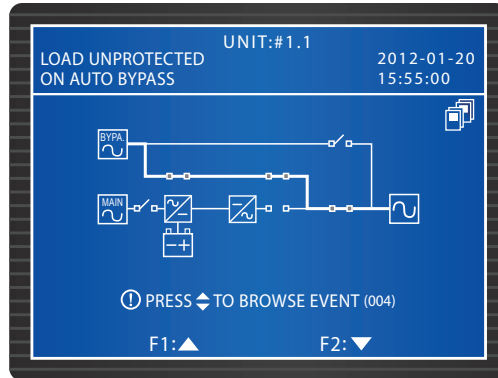 UNIT:#1.1
LOAD UNPROTECTED
2012-01-20
ON AUTO BYPASS
15:55:00
BYPA.
MAIN
PRESS TO BROWSE EVENT (004)
F1: F2: